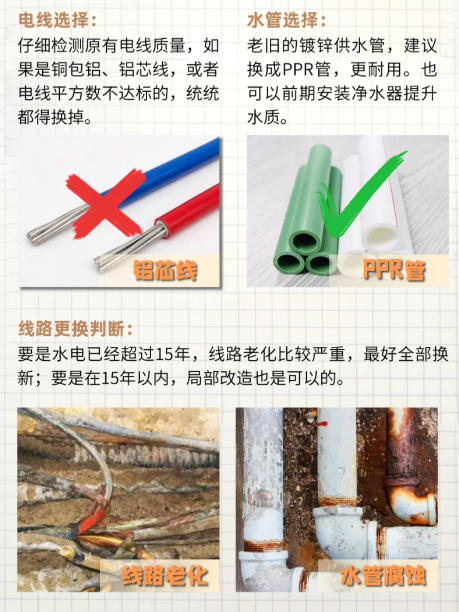 电线选择：
仔细检测原有电线质量，如
果是铜包铝、铝芯线，或者
电线平方数不达标的，统统
都得换掉。
铝芯线
水管选择：
老旧的镀锌供水管，建议
换成PPR管，更耐用。也
可以前期安装净水器提升
水质。
PPR管
线路更换判断：
要是水电已经超过15年，线路老化比较严重，最好全部换
新；要是在15年以内，局部改造也是可以的。
线路老化
水管腐蚀